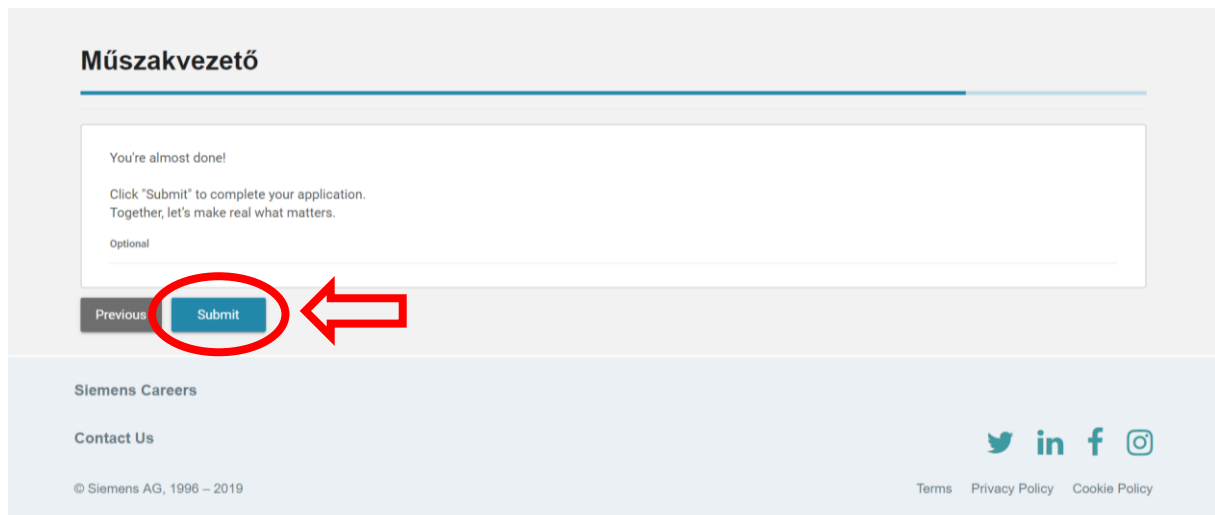 Műszakvezető
You're almost done!
Click "Submit" to complete your application.
Together, let's make real what matters.
Optional
Previous
Submit
Siemens Careers
Contact Us
© Siemens AG, 1996 – 2019
Terms Privacy Policy Cookie Policy